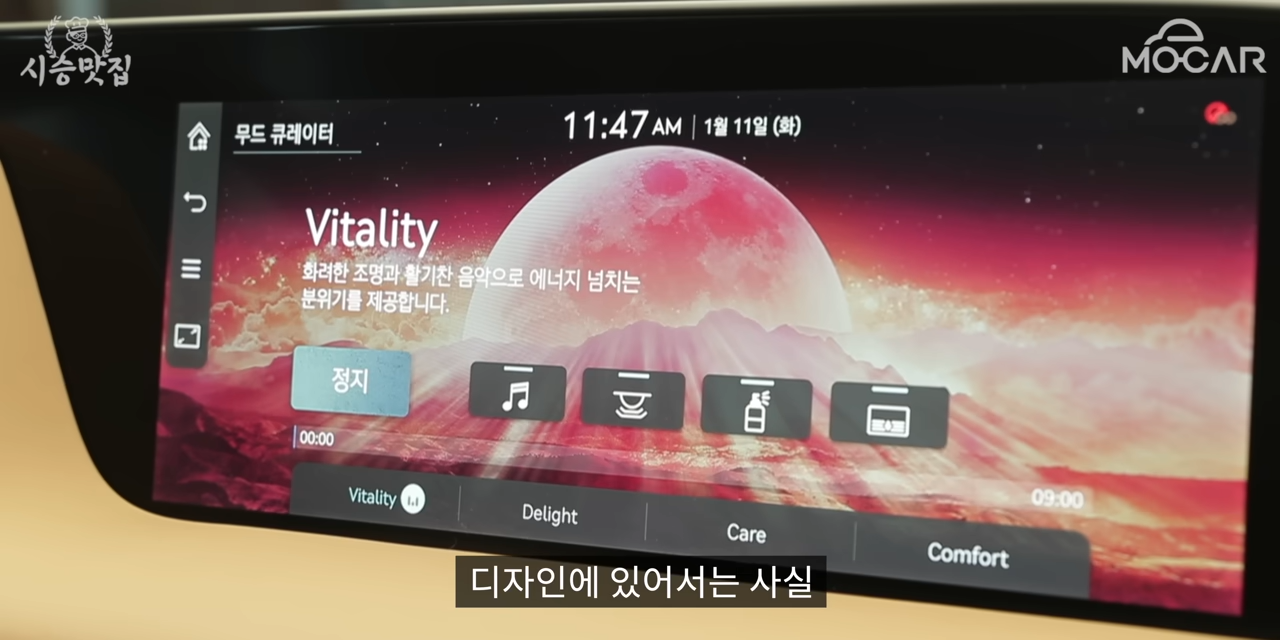 시승맛집
MOCAR
무드 큐레이터
11:47 AM | 1월 11일 (화)
Vitality
화려한 조명과 활기찬 음악으로 에너지 넘치는
분위기를 제공합니다.
정지
00:00
09:00
Vitality
Delight
Care
Comfort
디자인에 있어서는 사실